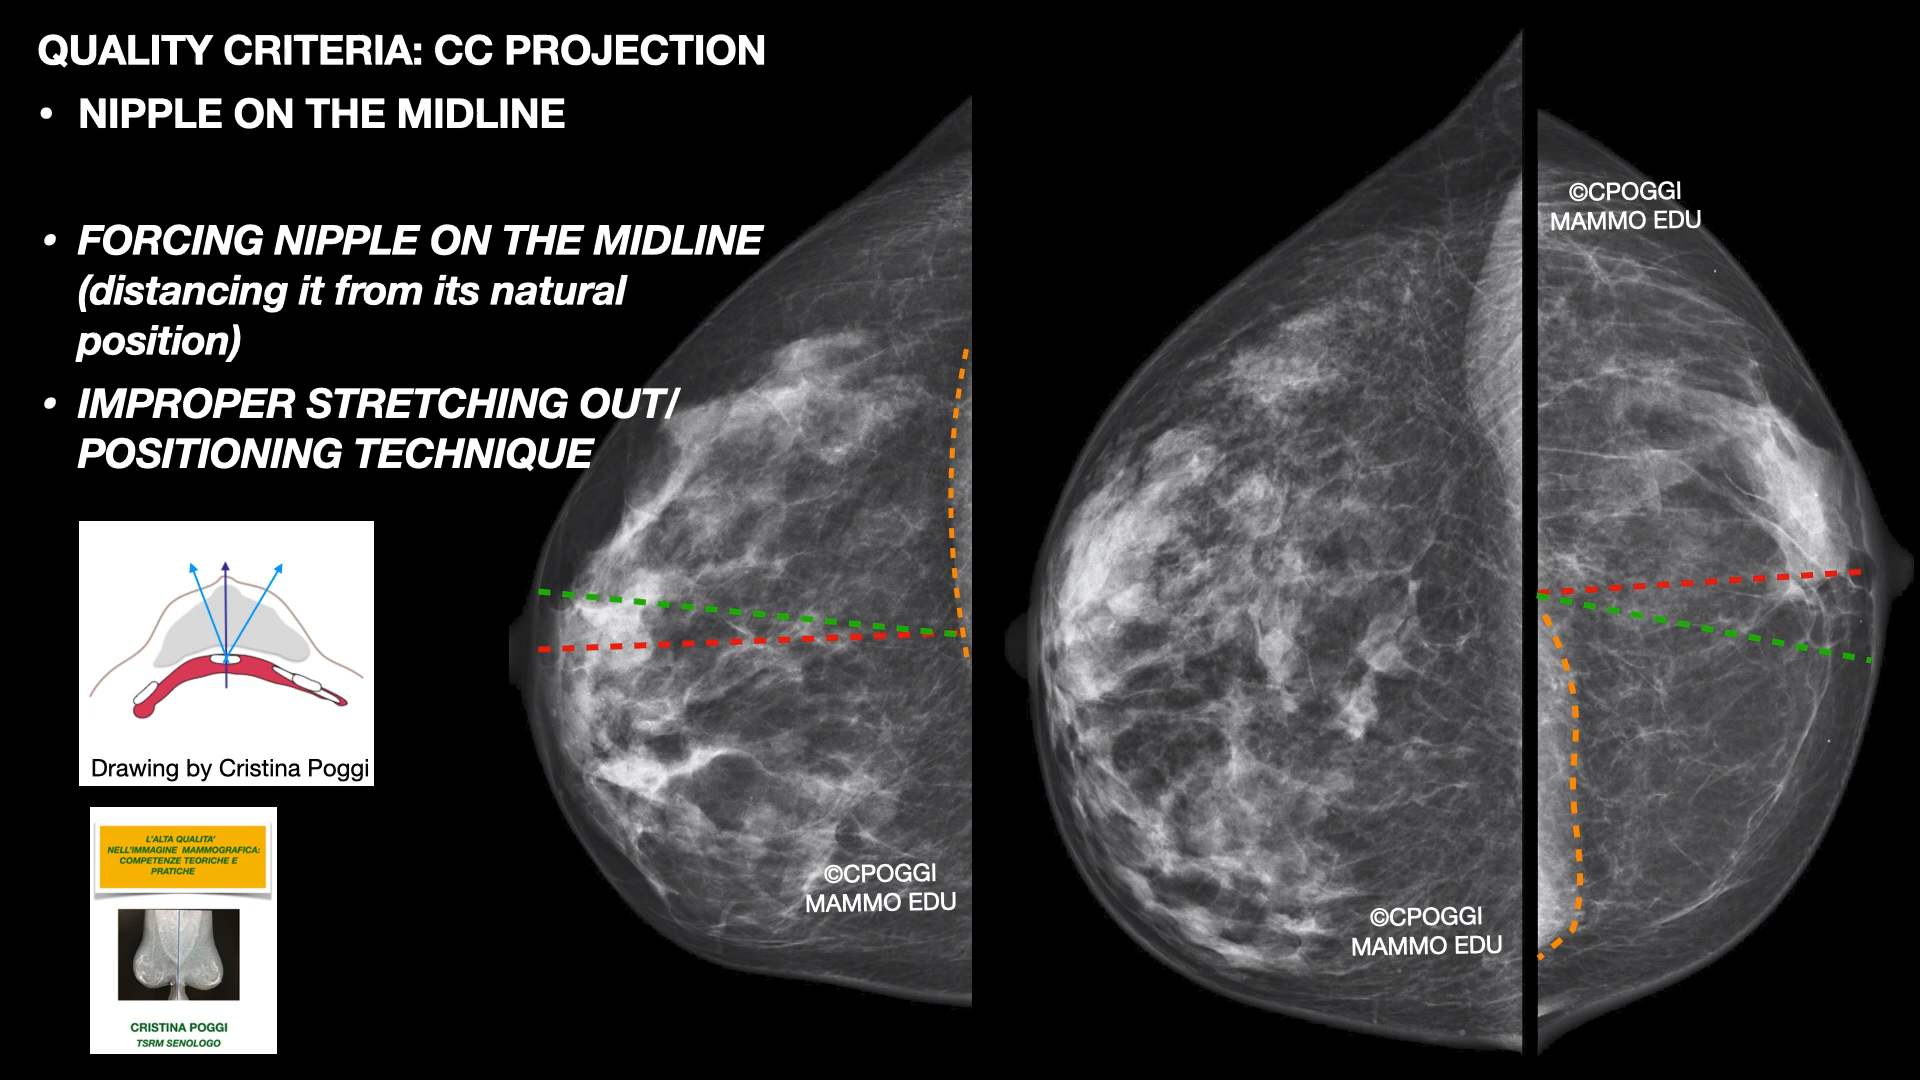 QUALITY CRITERIA: CC PROJECTION
• NIPPLE ON THE MIDLINE
• FORCING NIPPLE ON THE MIDLINE
(distancing it from its natural
position)
• IMPROPER STRETCHING OUT/
POSITIONING TECHNIQUE
Drawing by Cristina Poggi
L'ALTA QUALITA'
NELL'IMMAGINE MAMMOGRAFICA:
COMPETENZE TEORICHE E
PRATICHE
CRISTINA POGGI
TSRM SENOLOGO
©CPOGGI
MAMMO EDU
©CPOGGI
MAMMO EDU
©CPOGGI
MAMMO EDU